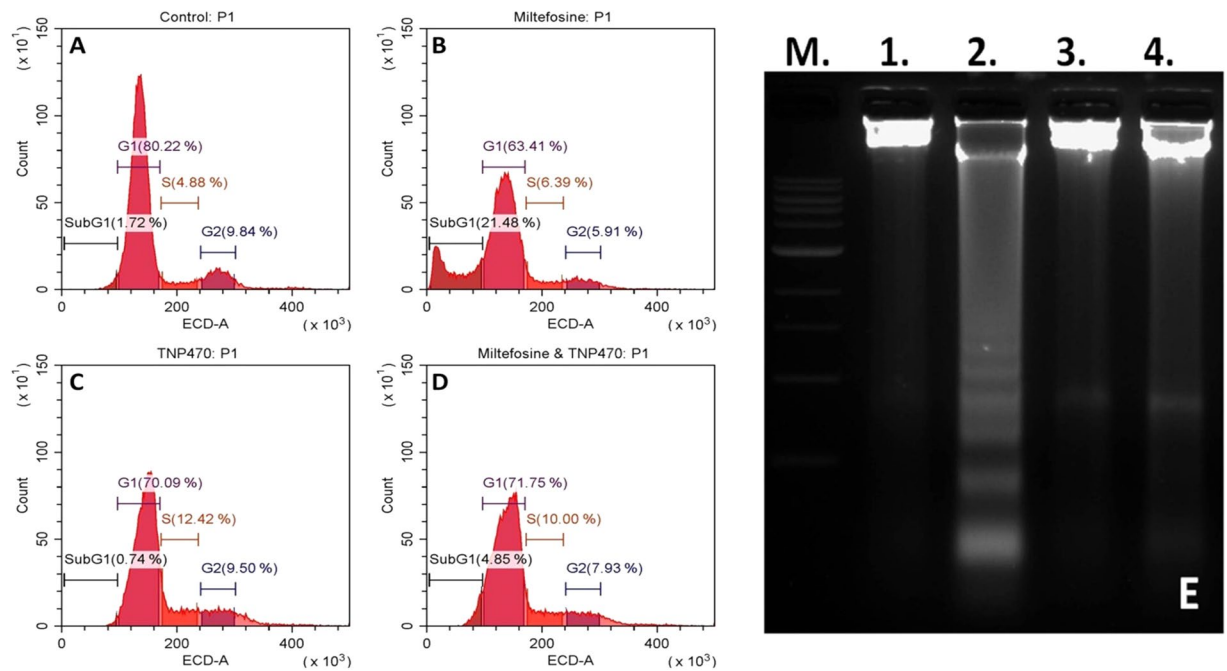 Control: P1
A
(x 10¹)
150
100
50
0
Count
G1(80.22 %)
S(4.88 %)
SubG1(1.72 %)
G2(9.84 %)
0
200
400
ECD-A
(x 10³)
Miltefosine: P1
B
(x 10¹)
150
100
50
0
Count
G1(63.41 %)
S(6.39 %)
SubG1(21.48 %)
G2(5.91 %)
0
200
400
ECD-A
(x 10³)
TNP470: P1
C
(x 10¹)
150
100
50
0
Count
G1(70.09 %)
S(12.42 %)
SubG1(0.74 %)
G2(9.50 %)
0
200
400
ECD-A
(x 10³)
Miltefosine & TNP470: P1
D
(x 10¹)
150
100
50
0
Count
G1(71.75 %)
S(10.00 %)
SubG1(4.85 %)
G2(7.93 %)
0
200
400
ECD-A
(x 10³)
M. 1. 2. 3. 4.
E